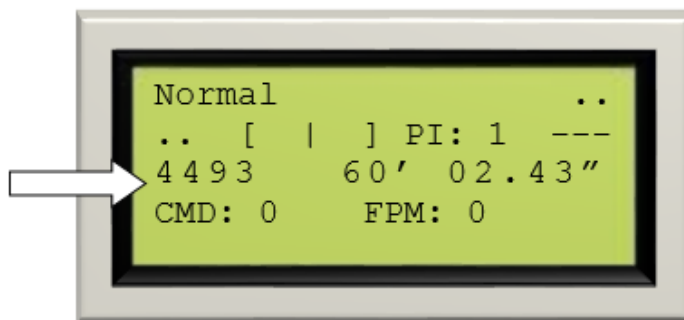 Normal ..
.. [ | ] PI: 1 ---
4493 60′ 02.43″
CMD: 0 FPM: 0